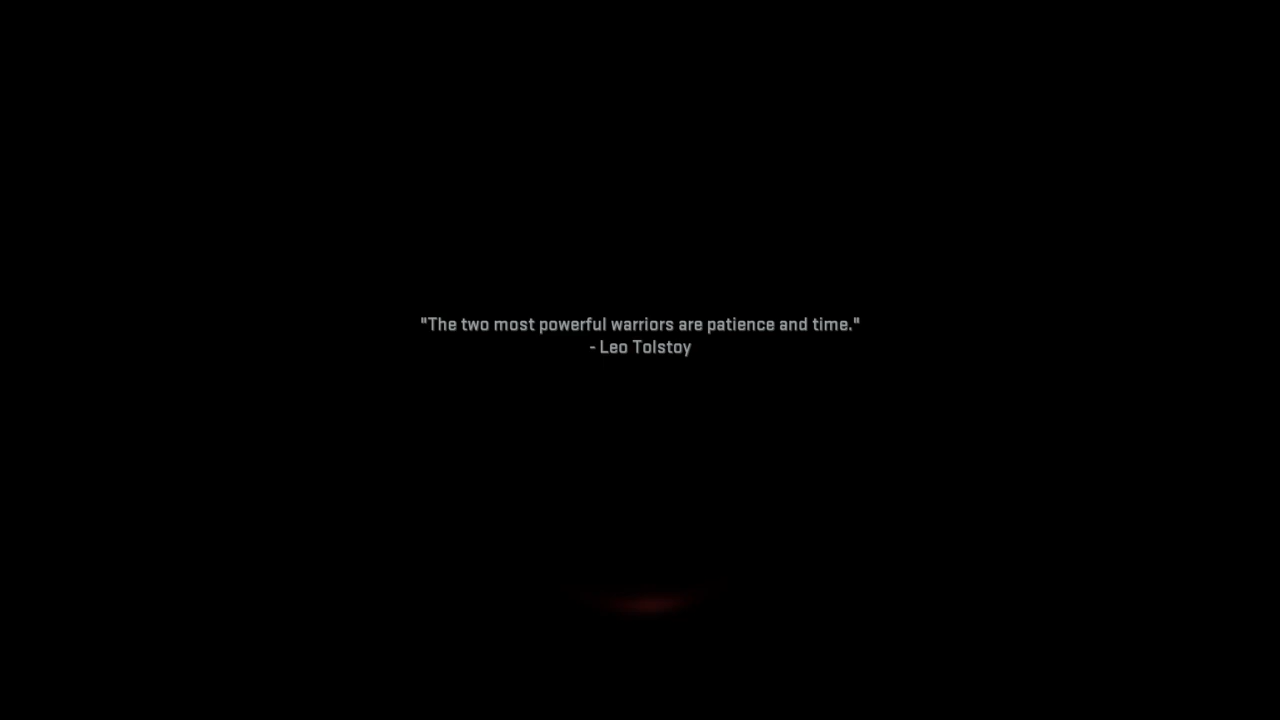 "The two most powerful warriors are patience and time."
- Leo Tolstoy